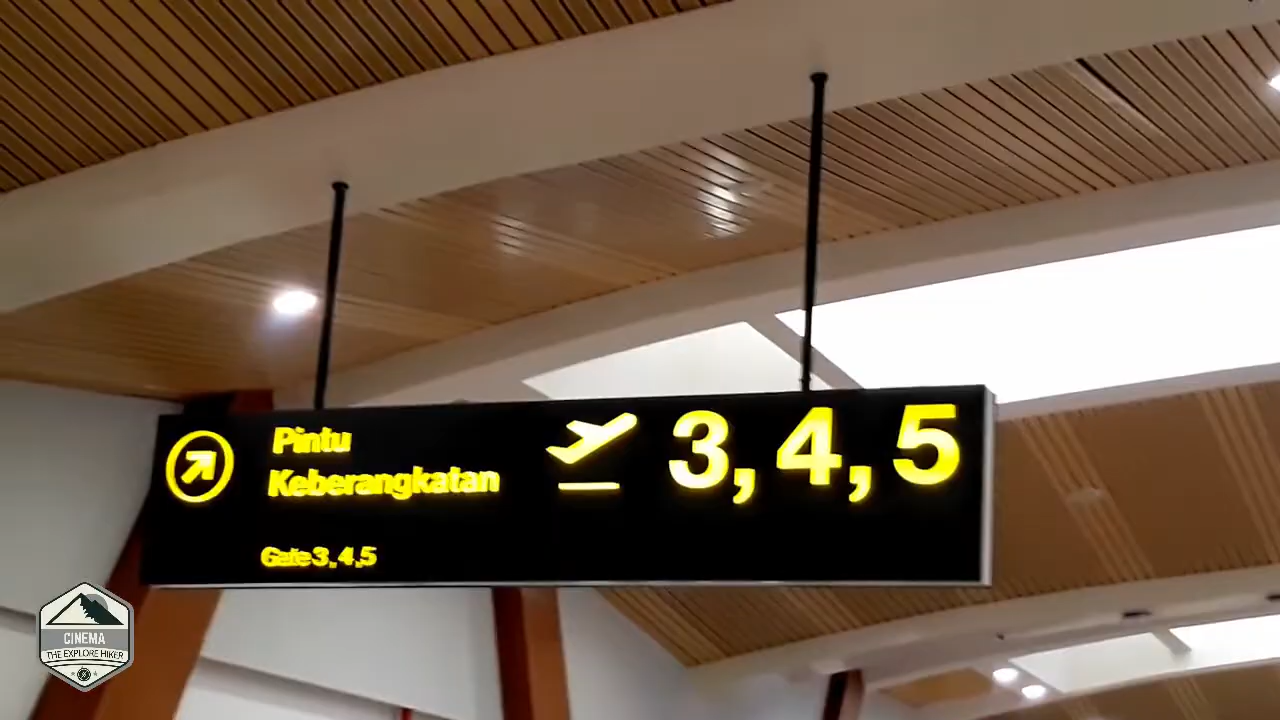 Pintu
Keberangkatan
3, 4, 5
Gate 3, 4, 5
CINEMA
THE EXPLORE HIKER